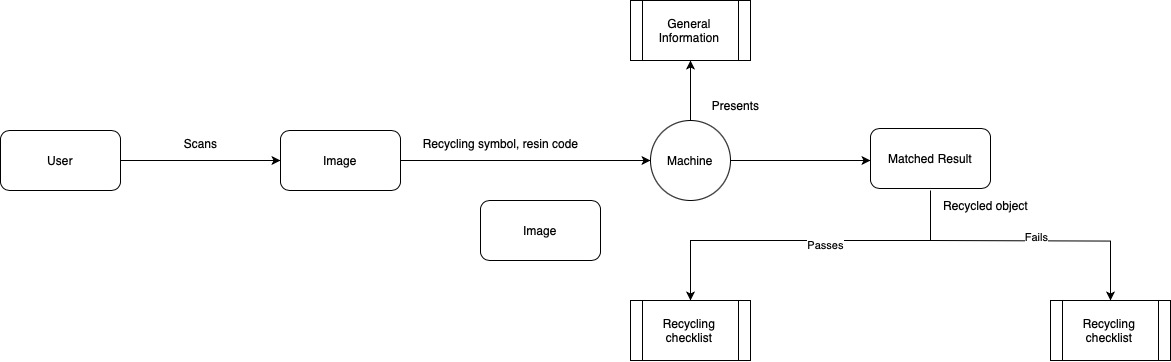 General
Information
Presents
Scans
Recycling symbol, resin code
User
Image
Machine
Matched Result
Recycled object
Image
Passes
Fails
Recycling
checklist
Recycling
checklist